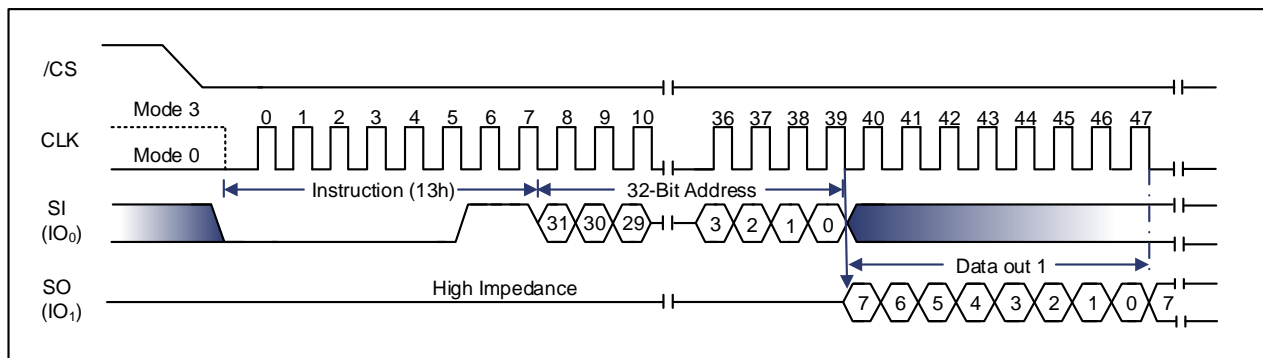 /CS
Mode 3
0 1 2 3 4 5 6 7 8 9 10 36 37 38 39 40 41 42 43 44 45 46 47
CLK
Mode 0
Instruction (13h) 32-Bit Address
SI
(IO0)
31 30 29 3 2 1 0
Data out 1
High Impedance
SO
(IO1)
7 6 5 4 3 2 1 0 7